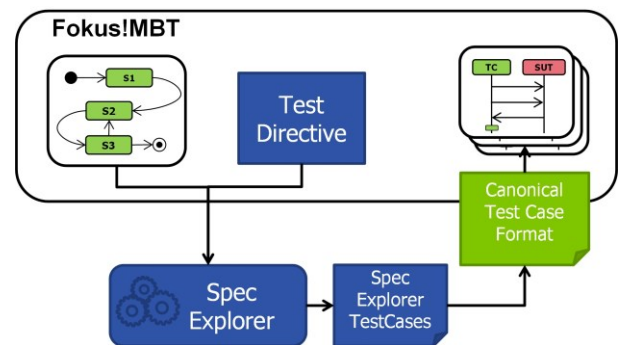 Fokus!MBT
S1
S2
S3
Test
Directive
TC
SUT
Canonical
Test Case
Format
Spec
Explorer
Spec
Explorer
TestCases